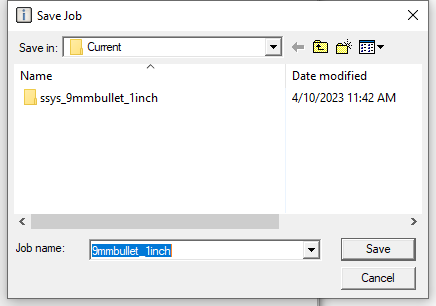 Save Job
Save in: Current
Name Date modified
ssys_9mmbullet_1inch 4/10/2023 11:42 AM
Job name: 9mmbullet_1inch Save
Cancel